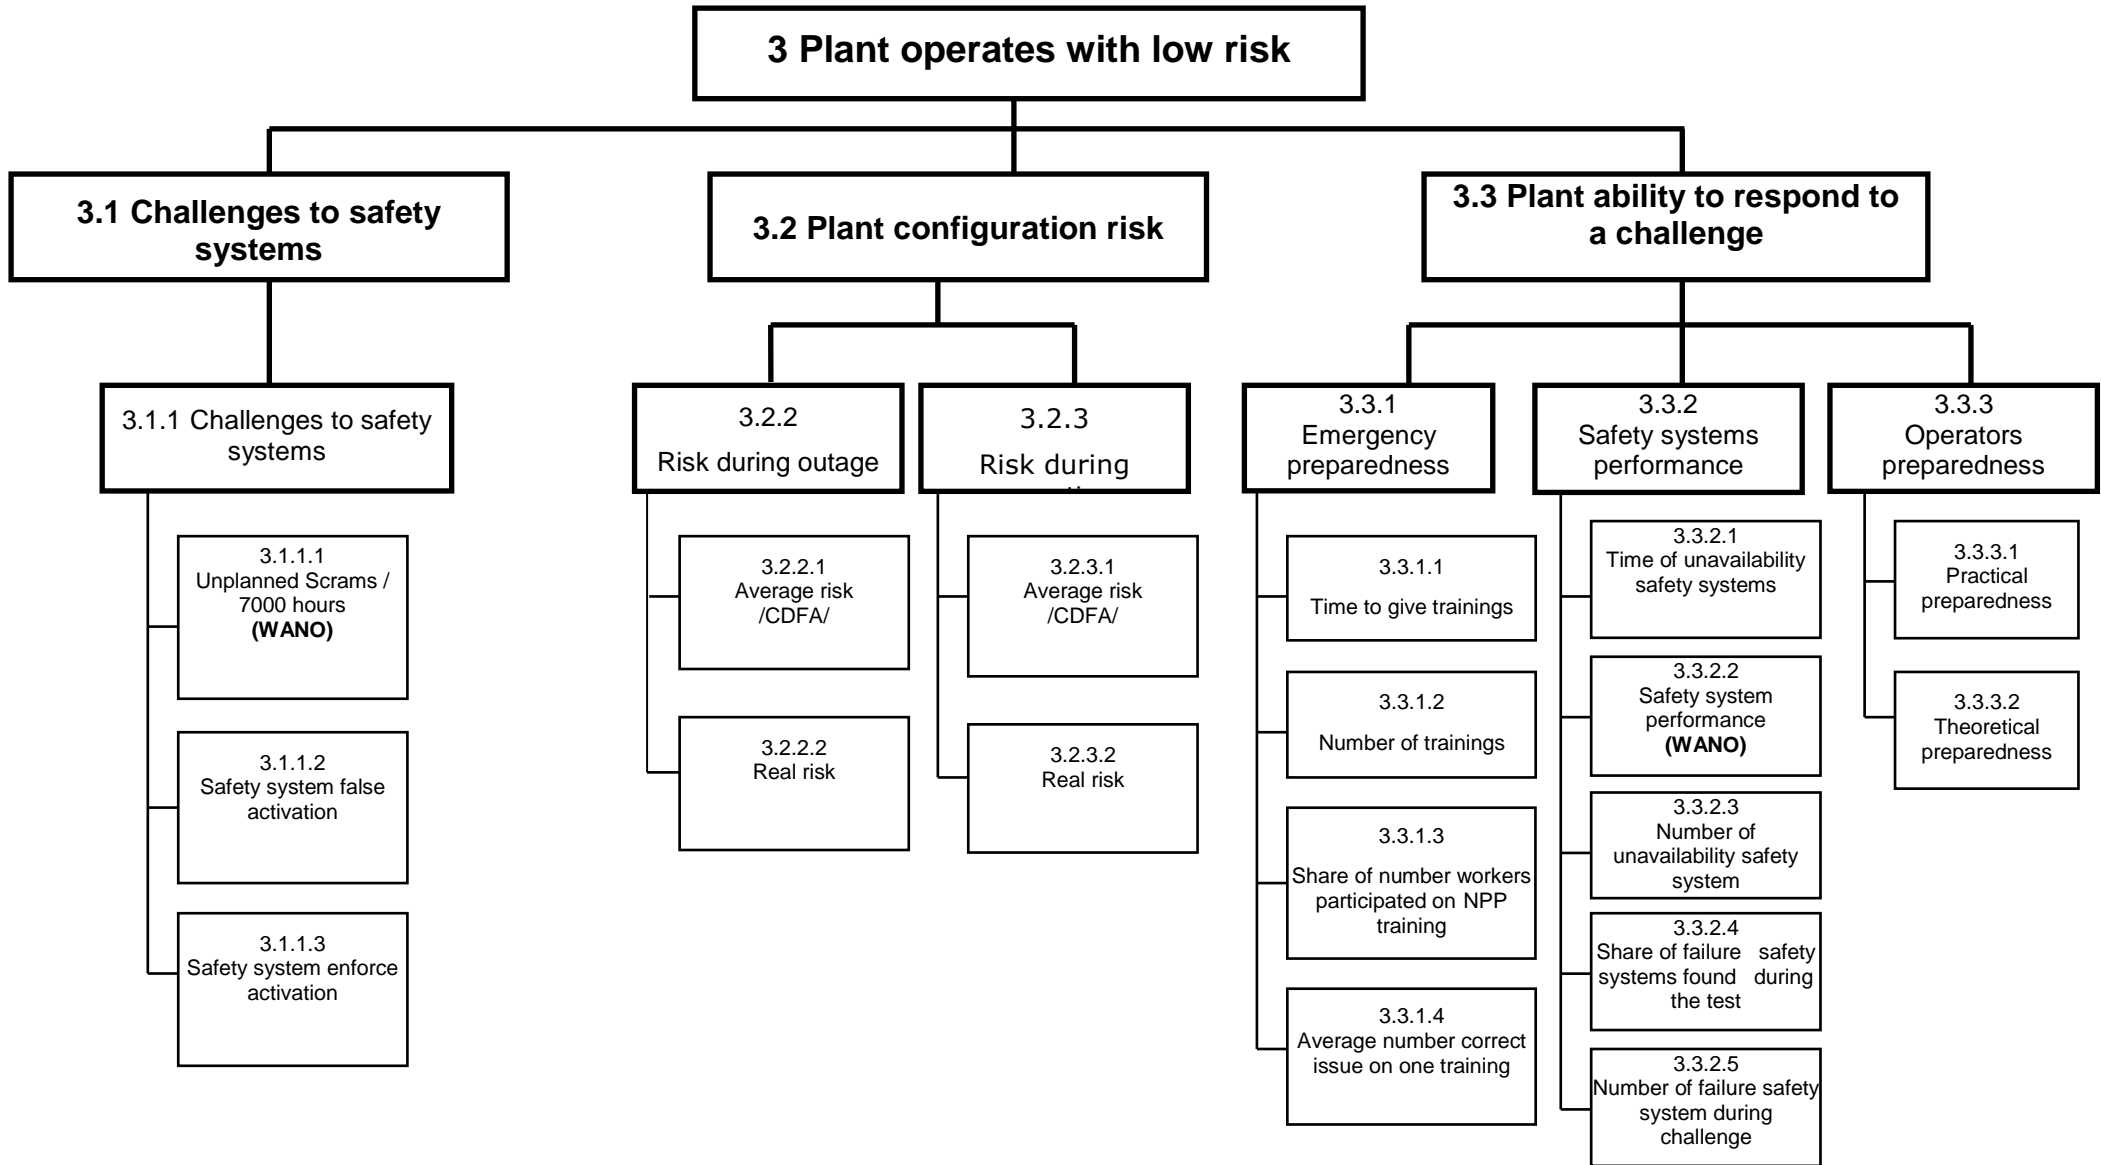 3 Plant operates with low risk
3.1 Challenges to safety
systems
3.2 Plant configuration risk
3.3 Plant ability to respond to
a challenge
3.1.1 Challenges to safety
systems
3.2.2
Risk during outage
3.2.3
Risk during
3.3.1
Emergency
preparedness
3.3.2
Safety systems
performance
3.3.3
Operators
preparedness
3.1.1.1
Unplanned Scrams /
7000 hours
(WANO)
3.1.1.2
Safety system false
activation
3.1.1.3
Safety system enforce
activation
3.2.2.1
Average risk
/CDFA/
3.2.2.2
Real risk
3.2.3.1
Average risk
/CDFA/
3.2.3.2
Real risk
3.3.1.1
Time to give trainings
3.3.1.2
Number of trainings
3.3.1.3
Share of number workers
participated on NPP
training
3.3.1.4
Average number correct
issue on one training
3.3.2.1
Time of unavailability
safety systems
3.3.2.2
Safety system
performance
(WANO)
3.3.2.3
Number of
unavailability safety
system
3.3.2.4
Share of failure safety
systems found during
the test
3.3.2.5
Number of failure safety
system during
challenge
3.3.3.1
Practical
preparedness
3.3.3.2
Theoretical
preparedness